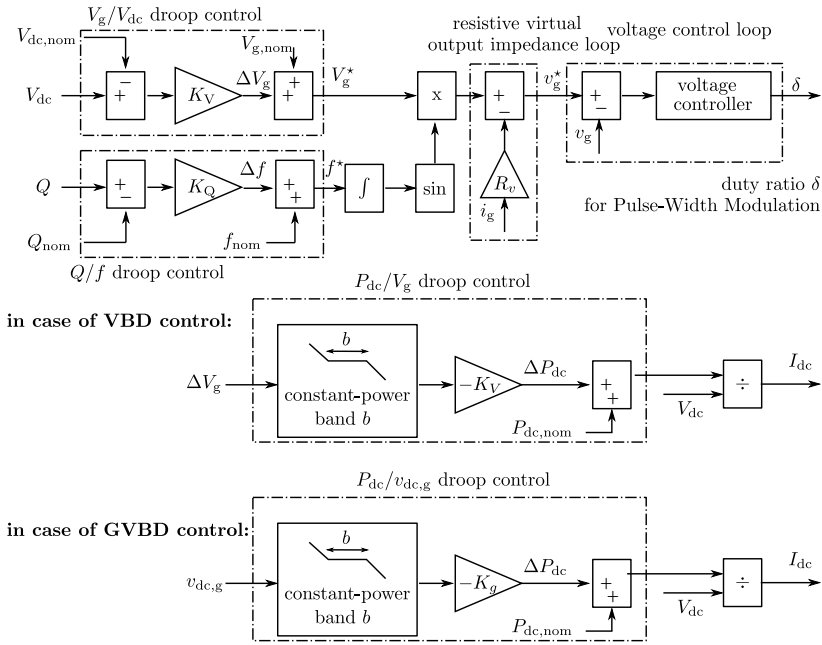 V_g/V_dc droop control
resistive virtual
output impedance loop
voltage control loop
V_dc,nom
V_g,nom
V_dc
−
+
K_V
ΔV_g
+
+
V_g^⋆
x
+
−
v_g^⋆
+
−
voltage
controller
δ
v_g
Q
+
−
K_Q
Δf
+
+
f^⋆
∫
sin
R_v
i_g
duty ratio δ
for Pulse-Width Modulation
Q_nom
f_nom
Q/f droop control
P_dc/V_g droop control
in case of VBD control:
b
ΔV_g
constant-power
band b
−K_V
ΔP_dc
+
+
P_dc,nom
V_dc
÷
I_dc
P_dc/v_dc,g droop control
in case of GVBD control:
b
v_dc,g
constant-power
band b
−K_g
ΔP_dc
+
+
P_dc,nom
V_dc
÷
I_dc